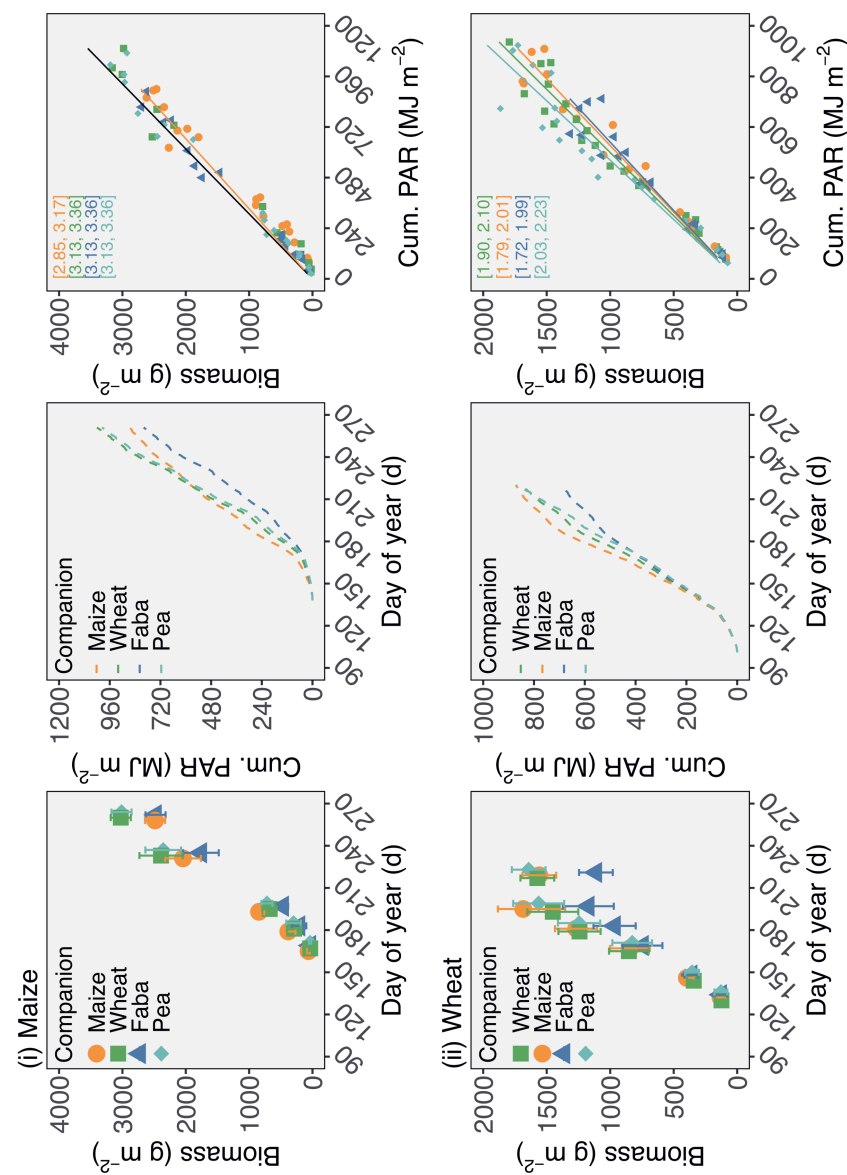 (i) Maize
Biomass (g m⁻²)
4000
3000
2000
1000
0
Companion
Maize
Wheat
Faba
Pea
90 120 150 180 210 240 270
Day of year (d)
Cum. PAR (MJ m⁻²)
1200
960
720
480
240
0
Companion
Maize
Wheat
Faba
Pea
90 120 150 180 210 240 270
Day of year (d)
Biomass (g m⁻²)
4000
3000
2000
1000
0
[2.85, 3.17]
[3.13, 3.36]
[3.13, 3.36]
[3.13, 3.36]
0 240 480 720 960 1200
Cum. PAR (MJ m⁻²)
(ii) Wheat
Biomass (g m⁻²)
2000
1500
1000
500
0
Companion
Wheat
Maize
Faba
Pea
90 120 150 180 210 240 270
Day of year (d)
Cum. PAR (MJ m⁻²)
1000
800
600
400
200
0
Companion
Wheat
Maize
Faba
Pea
90 120 150 180 210 240 270
Day of year (d)
Biomass (g m⁻²)
2000
1500
1000
500
0
[1.90, 2.10]
[1.79, 2.01]
[1.72, 1.99]
[2.03, 2.23]
0 200 400 600 800 1000
Cum. PAR (MJ m⁻²)